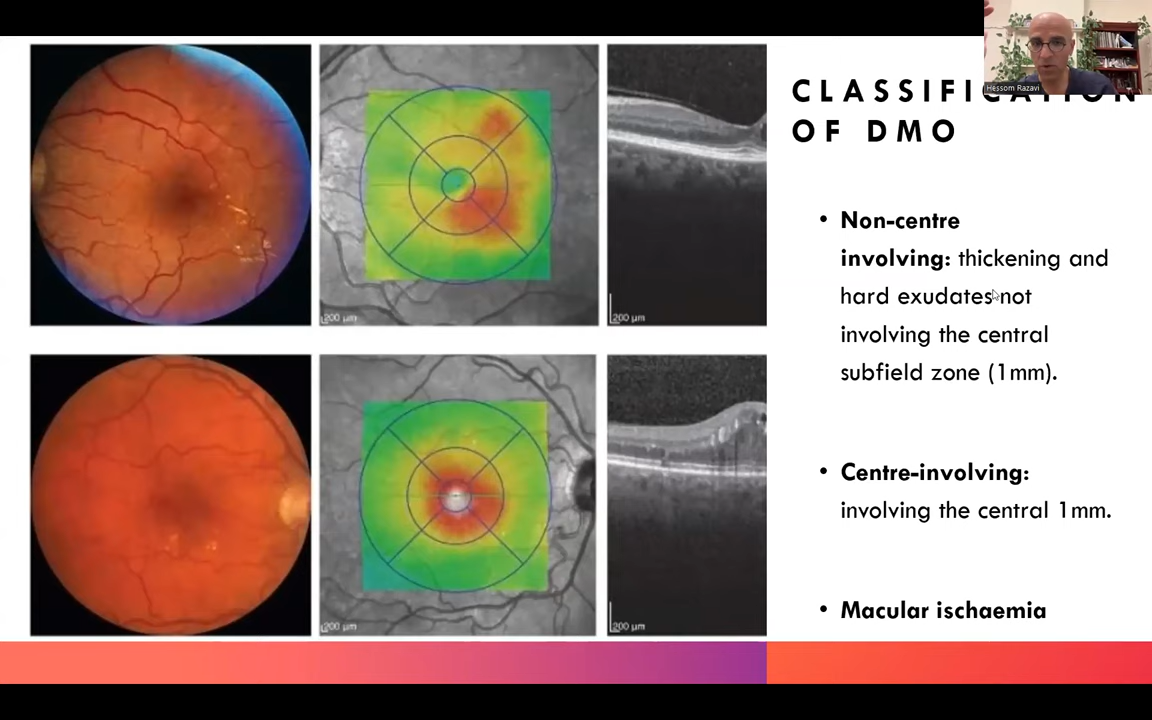 Hessom Razavi
CLASSIFICATION
OF DMO
• Non-centre
involving: thickening and
hard exudates not
involving the central
subfield zone (1mm).
• Centre-involving:
involving the central 1mm.
• Macular ischaemia
200 µm
200 µm
200 µm
200 µm